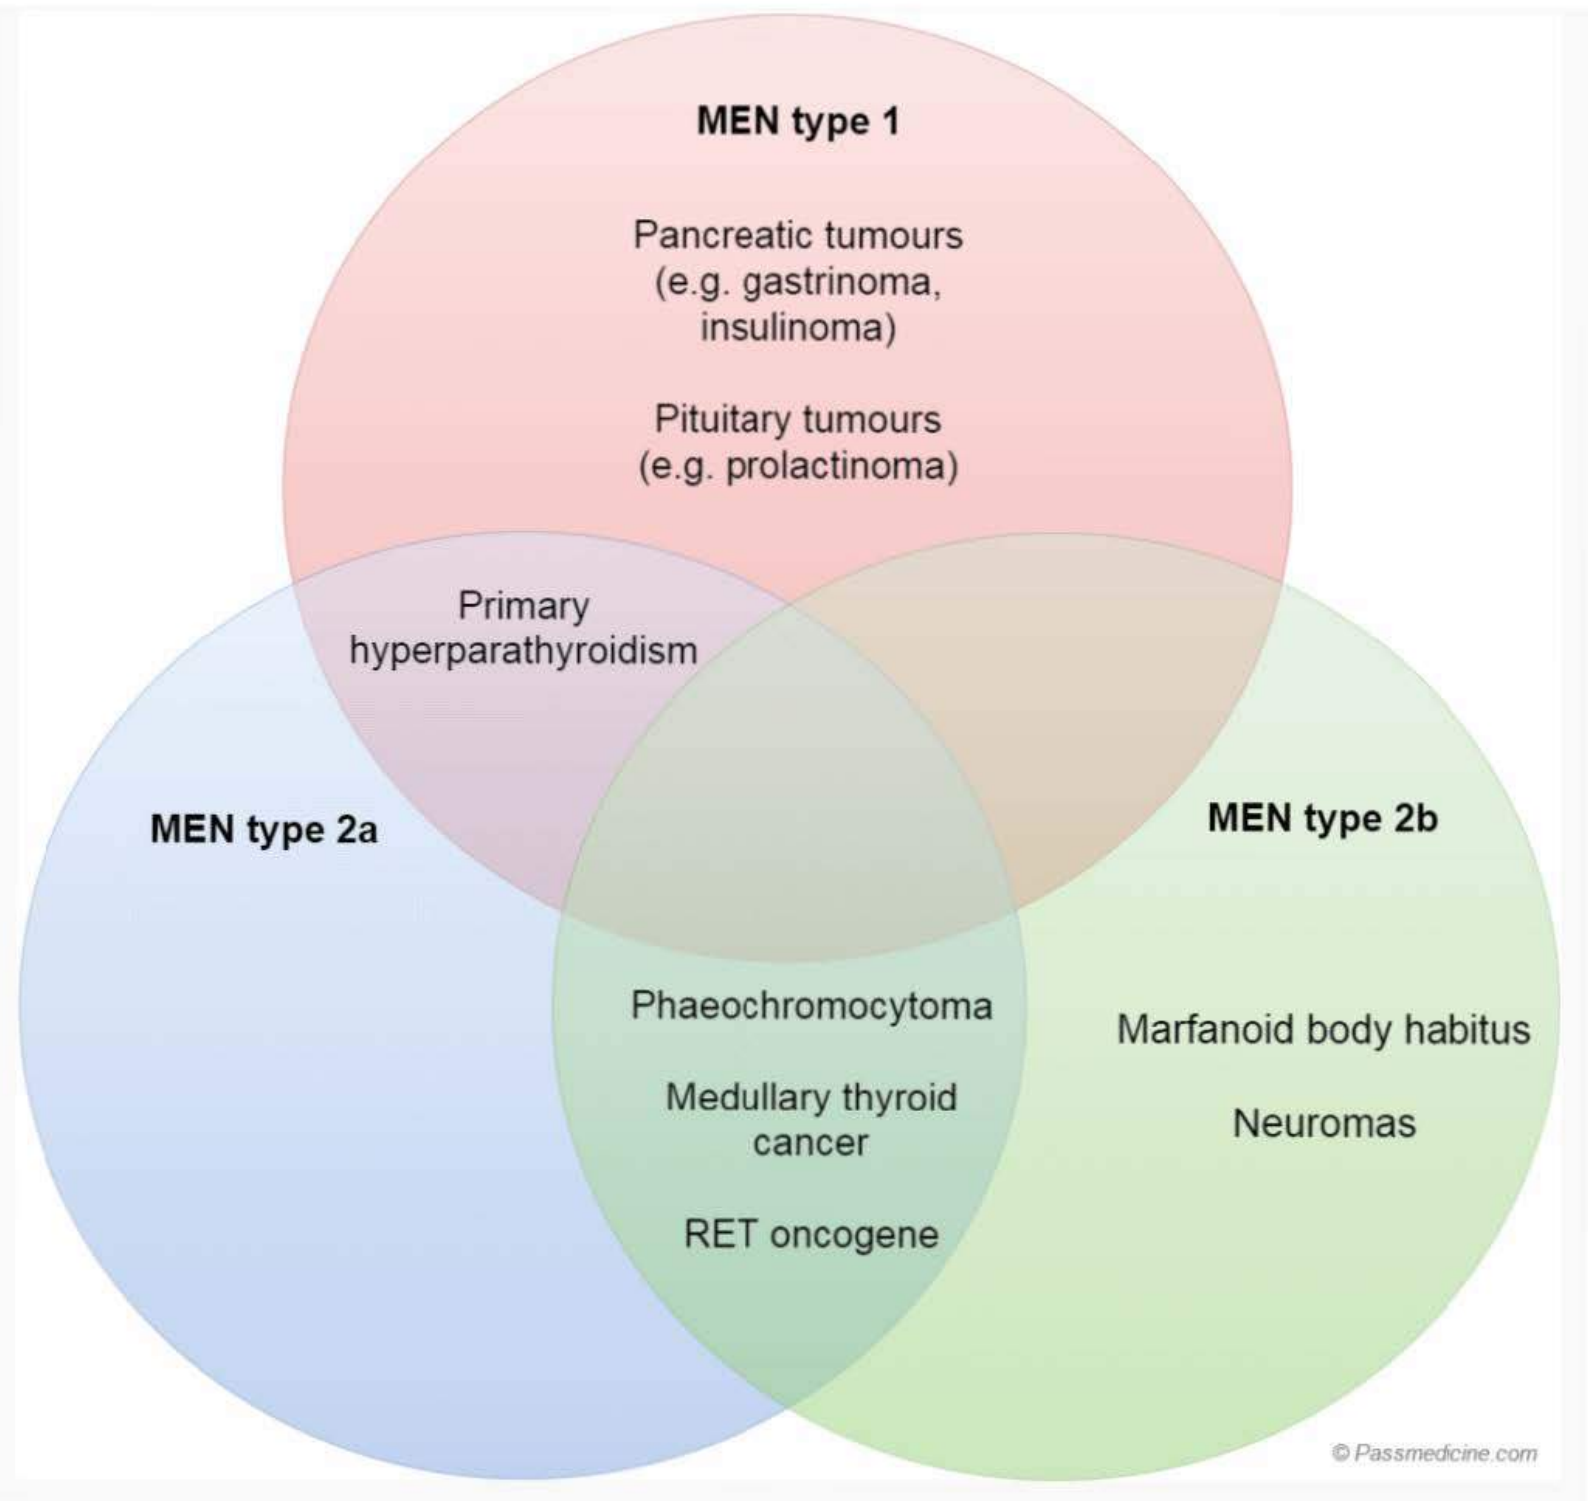 MEN type 1
Pancreatic tumours
(e.g. gastrinoma,
insulinoma)
Pituitary tumours
(e.g. prolactinoma)
Primary
hyperparathyroidism
MEN type 2a
MEN type 2b
Phaeochromocytoma
Medullary thyroid
cancer
RET oncogene
Marfanoid body habitus
Neuromas
© Passmedicine.com